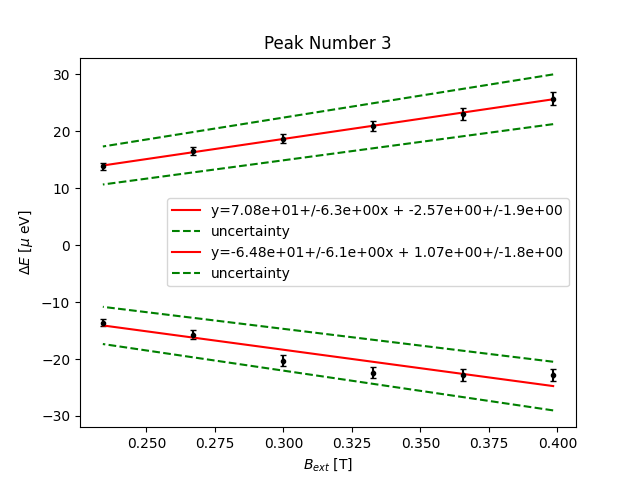 Peak Number 3
30
20
10
0
−10
−20
−30
ΔE [μ eV]
y=7.08e+01+/-6.3e+00x + -2.57e+00+/-1.9e+00
uncertainty
y=-6.48e+01+/-6.1e+00x + 1.07e+00+/-1.8e+00
uncertainty
0.250 0.275 0.300 0.325 0.350 0.375 0.400
B_ext [T]